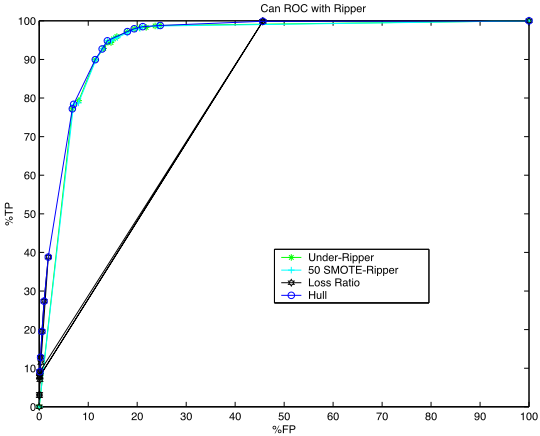 Can ROC with Ripper
100
90
80
70
60
50
40
30
20
10
0
%TP
Under-Ripper
50 SMOTE-Ripper
Loss Ratio
Hull
0 10 20 30 40 50 60 70 80 90 100
%FP